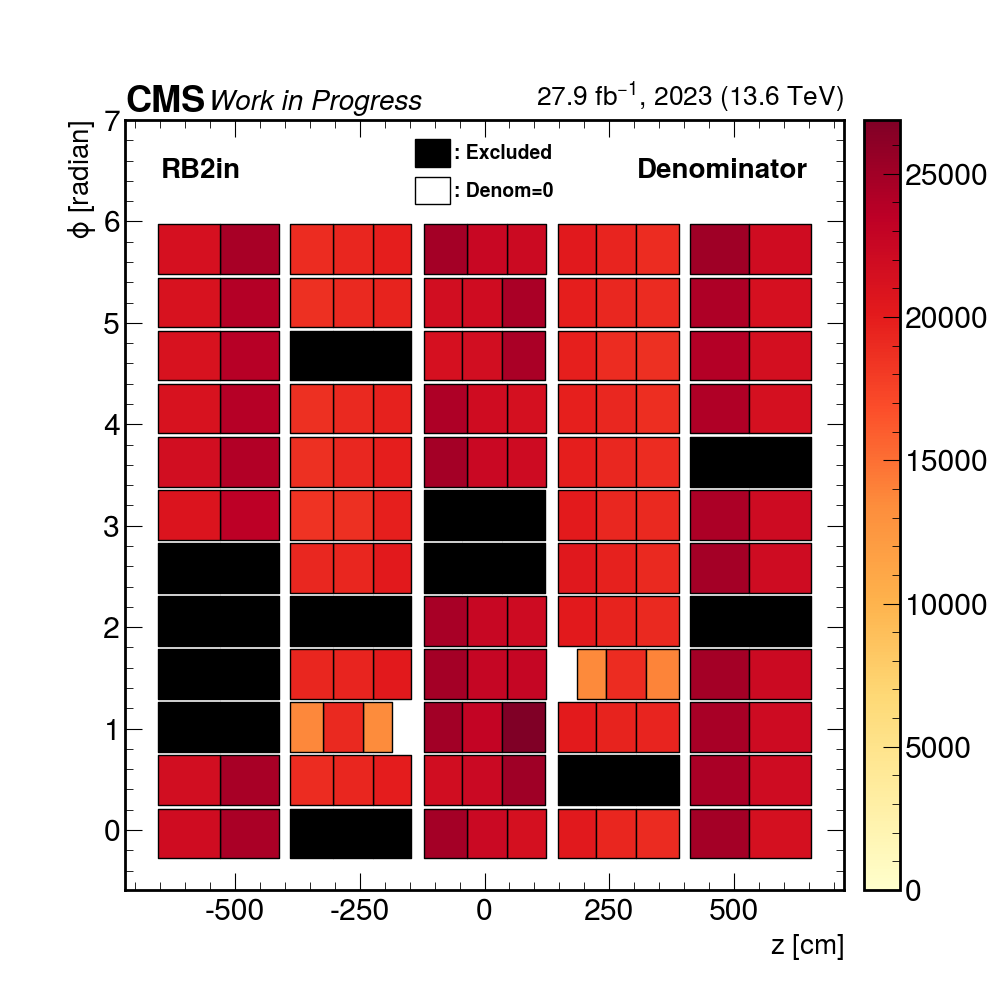 CMS Work in Progress
27.9 fb⁻¹, 2023 (13.6 TeV)
RB2in
: Excluded
: Denom=0
Denominator
ϕ [radian]
7
6
5
4
3
2
1
0
-500
-250
0
250
500
z [cm]
25000
20000
15000
10000
5000
0